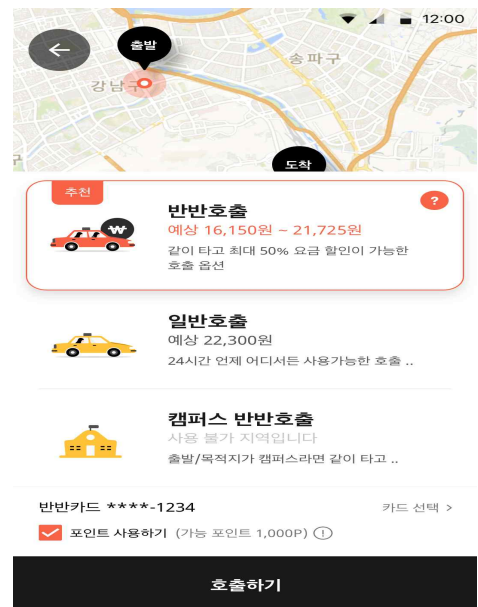 12:00
출발
송파구
강남구
도착
추천
반반호출
?
예상 16,150원 ~ 21,725원
₩
같이 타고 최대 50% 요금 할인이 가능한
호출 옵션
일반호출
예상 22,300원
24시간 언제 어디서든 사용가능한 호출 ..
캠퍼스 반반호출
사용 불가 지역입니다
출발/목적지가 캠퍼스라면 같이 타고 ..
반반카드 ****-1234 카드 선택 >
포인트 사용하기 (가능 포인트 1,000P) !
호출하기